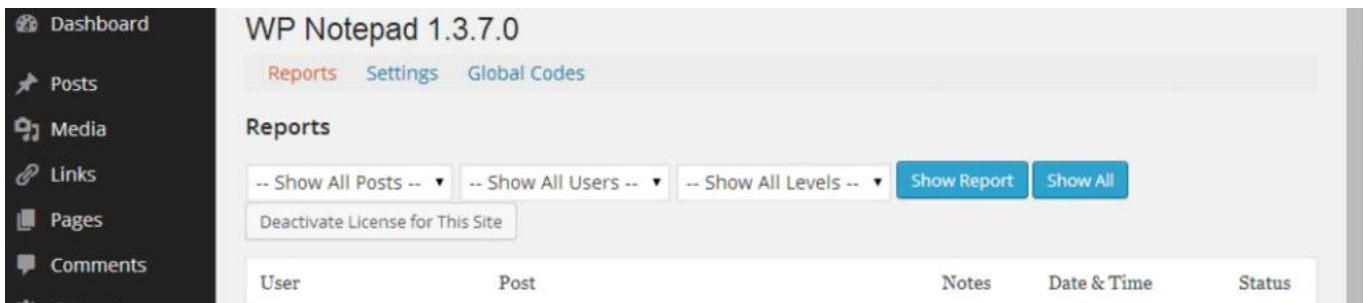 Dashboard
Posts
Media
Links
Pages
Comments
WP Notepad 1.3.7.0
Reports Settings Global Codes
Reports
-- Show All Posts -- -- Show All Users -- -- Show All Levels -- Show Report Show All
Deactivate License for This Site
User Post Notes Date & Time Status